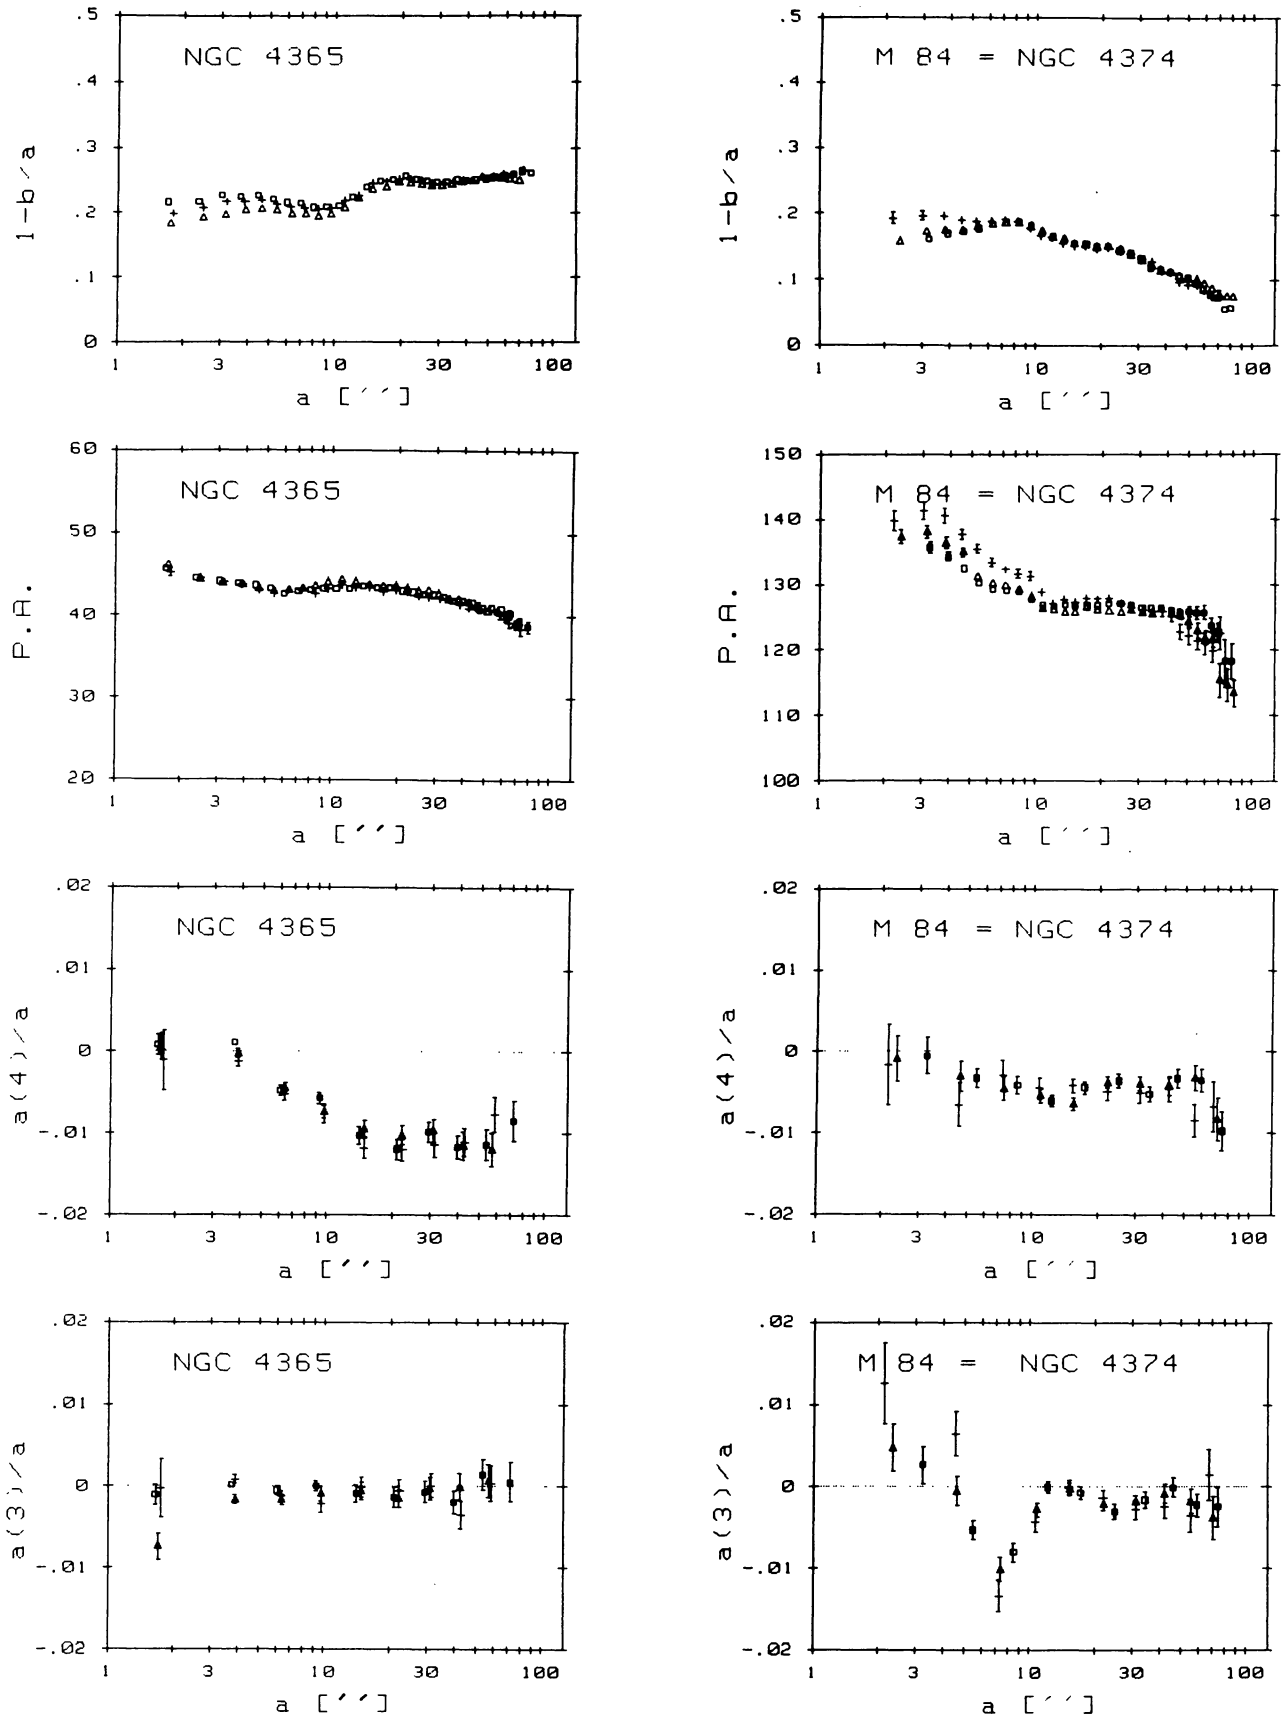 .5
.4
.3
.2
.1
0
1-b/a
NGC 4365
1 3 10 30 100
a [′′]
.5
.4
.3
.2
.1
0
1-b/a
M 84 = NGC 4374
1 3 10 30 100
a [′′]
60
50
40
30
20
P.A.
NGC 4365
1 3 10 30 100
a [′′]
150
140
130
120
110
100
P.A.
M 84 = NGC 4374
1 3 10 30 100
a [′′]
.02
.01
0
-.01
-.02
a(4)/a
NGC 4365
1 3 10 30 100
a [′′]
.02
.01
0
-.01
-.02
a(4)/a
M 84 = NGC 4374
1 3 10 30 100
a [′′]
.02
.01
0
-.01
-.02
a(3)/a
NGC 4365
1 3 10 30 100
a [′′]
.02
.01
0
-.01
-.02
a(3)/a
M 84 = NGC 4374
1 3 10 30 100
a [′′]